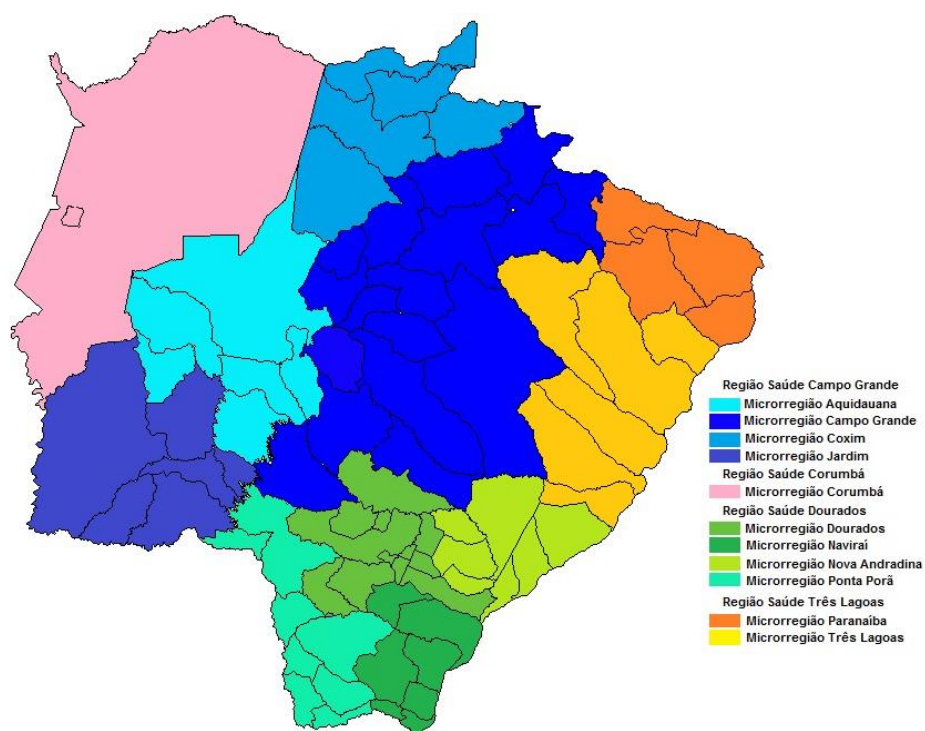 Região Saúde Campo Grande
Microrregião Aquidauana
Microrregião Campo Grande
Microrregião Coxim
Microrregião Jardim
Região Saúde Corumbá
Microrregião Corumbá
Região Saúde Dourados
Microrregião Dourados
Microrregião Naviraí
Microrregião Nova Andradina
Microrregião Ponta Porã
Região Saúde Três Lagoas
Microrregião Paranaíba
Microrregião Três Lagoas